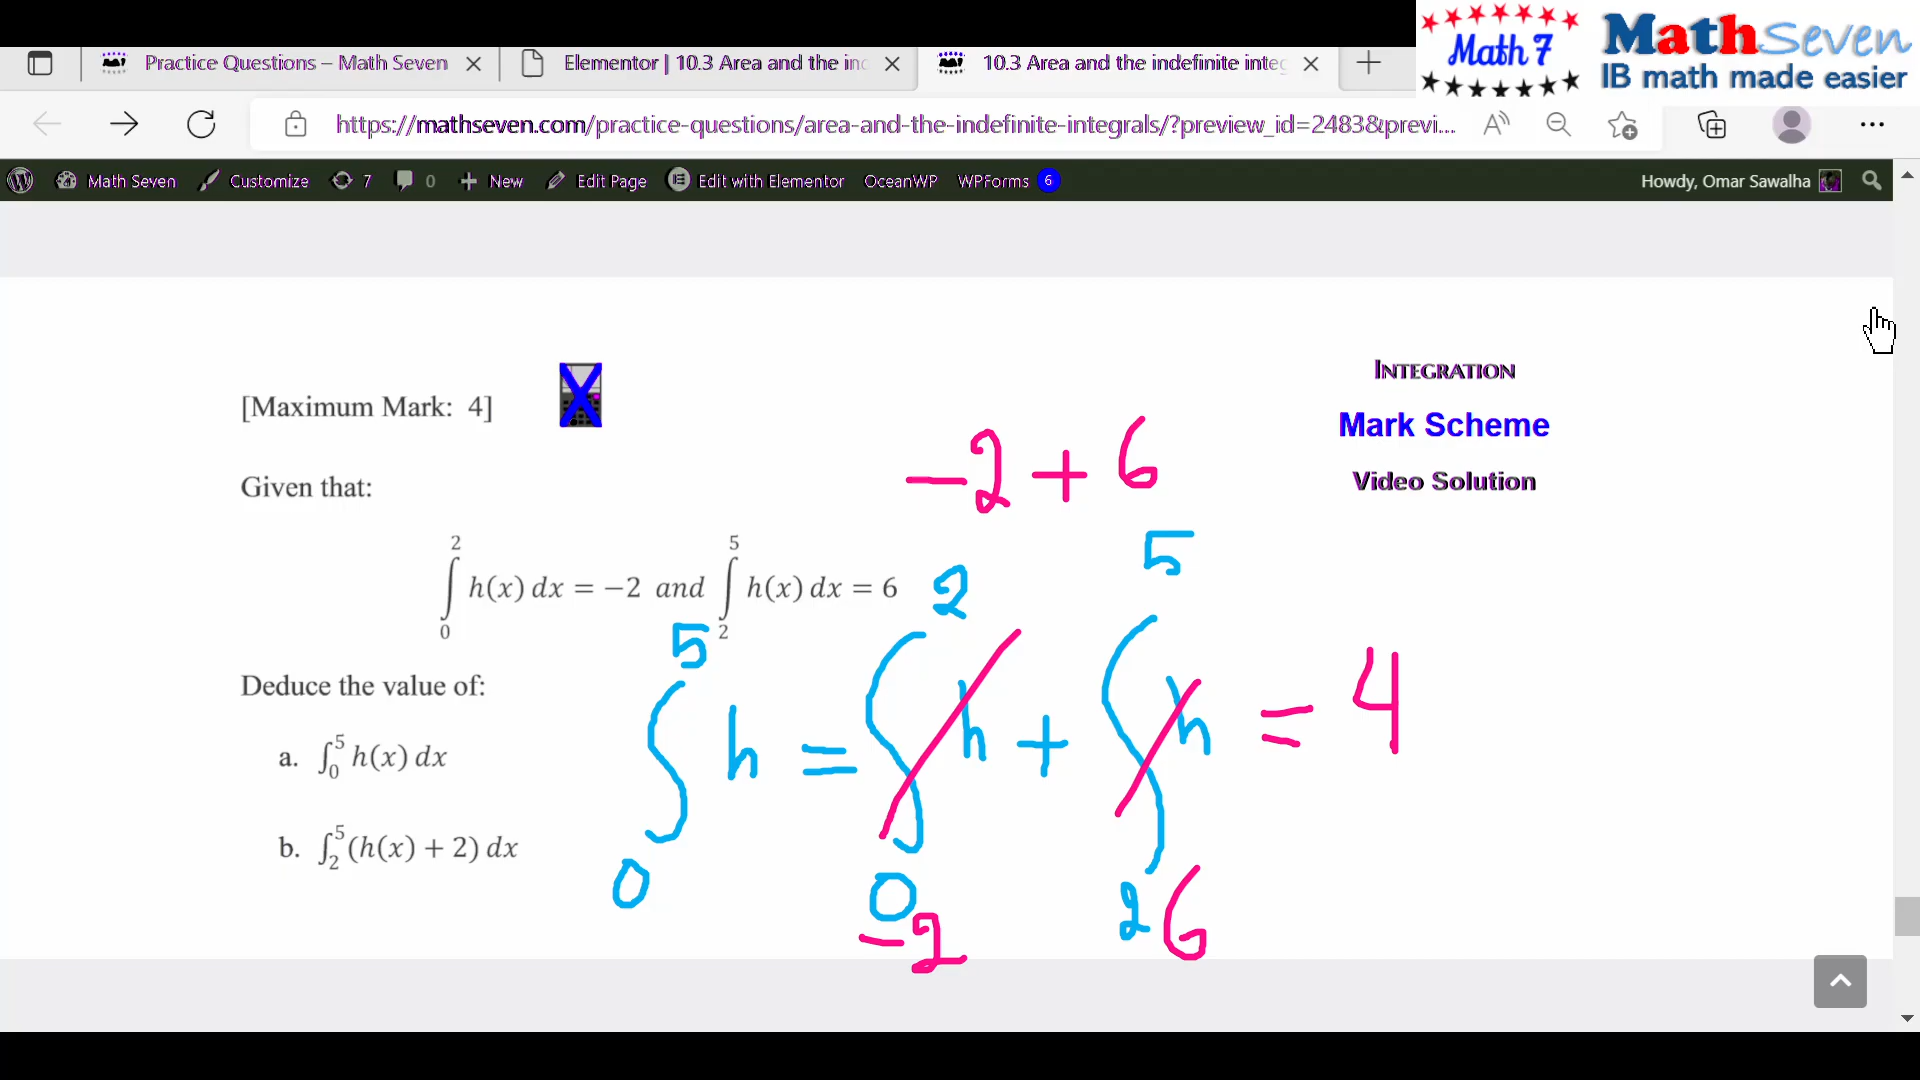 Math 7
MathSeven
IB math made easier
Practice Questions – Math Seven
Elementor | 10.3 Area and the inc
10.3 Area and the indefinite integ
https://mathseven.com/practice-questions/area-and-the-indefinite-integrals/?preview_id=2483&previ...
Math Seven Customize 7 0 New Edit Page Edit with Elementor OceanWP WPForms 6 Howdy, Omar Sawalha
INTEGRATION
[Maximum Mark: 4]
Mark Scheme
−2 + 6
Given that:
Video Solution
∫₀² h(x) dx = −2 and ∫₂⁵ h(x) dx = 6
Deduce the value of:
∫₀⁵ h = ∫₀² h + ∫₂⁵ h = 4
a. ∫₀⁵ h(x) dx
b. ∫₂⁵ (h(x) + 2) dx
−2 6